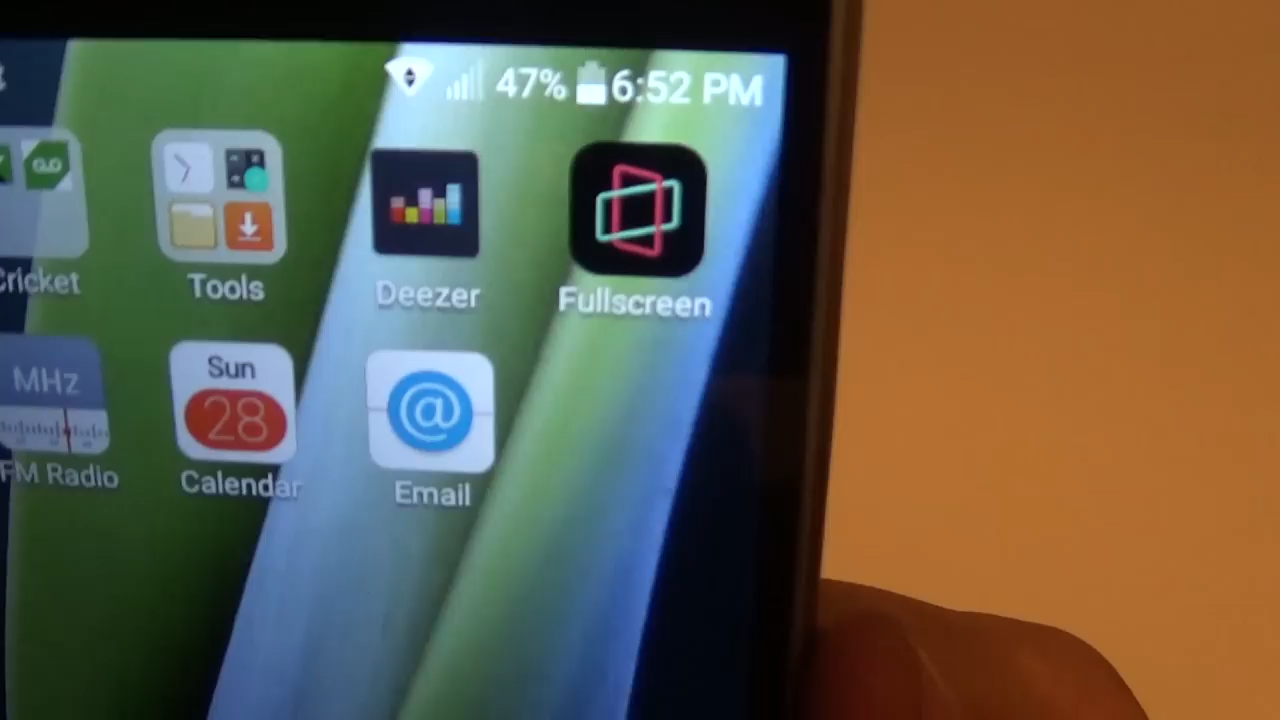 47% 6:52 PM
Cricket Tools Deezer Fullscreen
MHz Sun
28 @
FM Radio Calendar Email